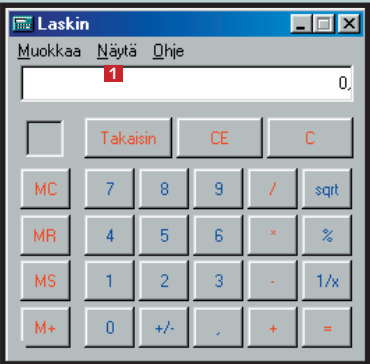 Laskin
Muokkaa Näytä Ohje
1
0,
Takaisin CE C
MC 7 8 9 / sqrt
MR 4 5 6 * %
MS 1 2 3 - 1/x
M+ 0 +/- , + =